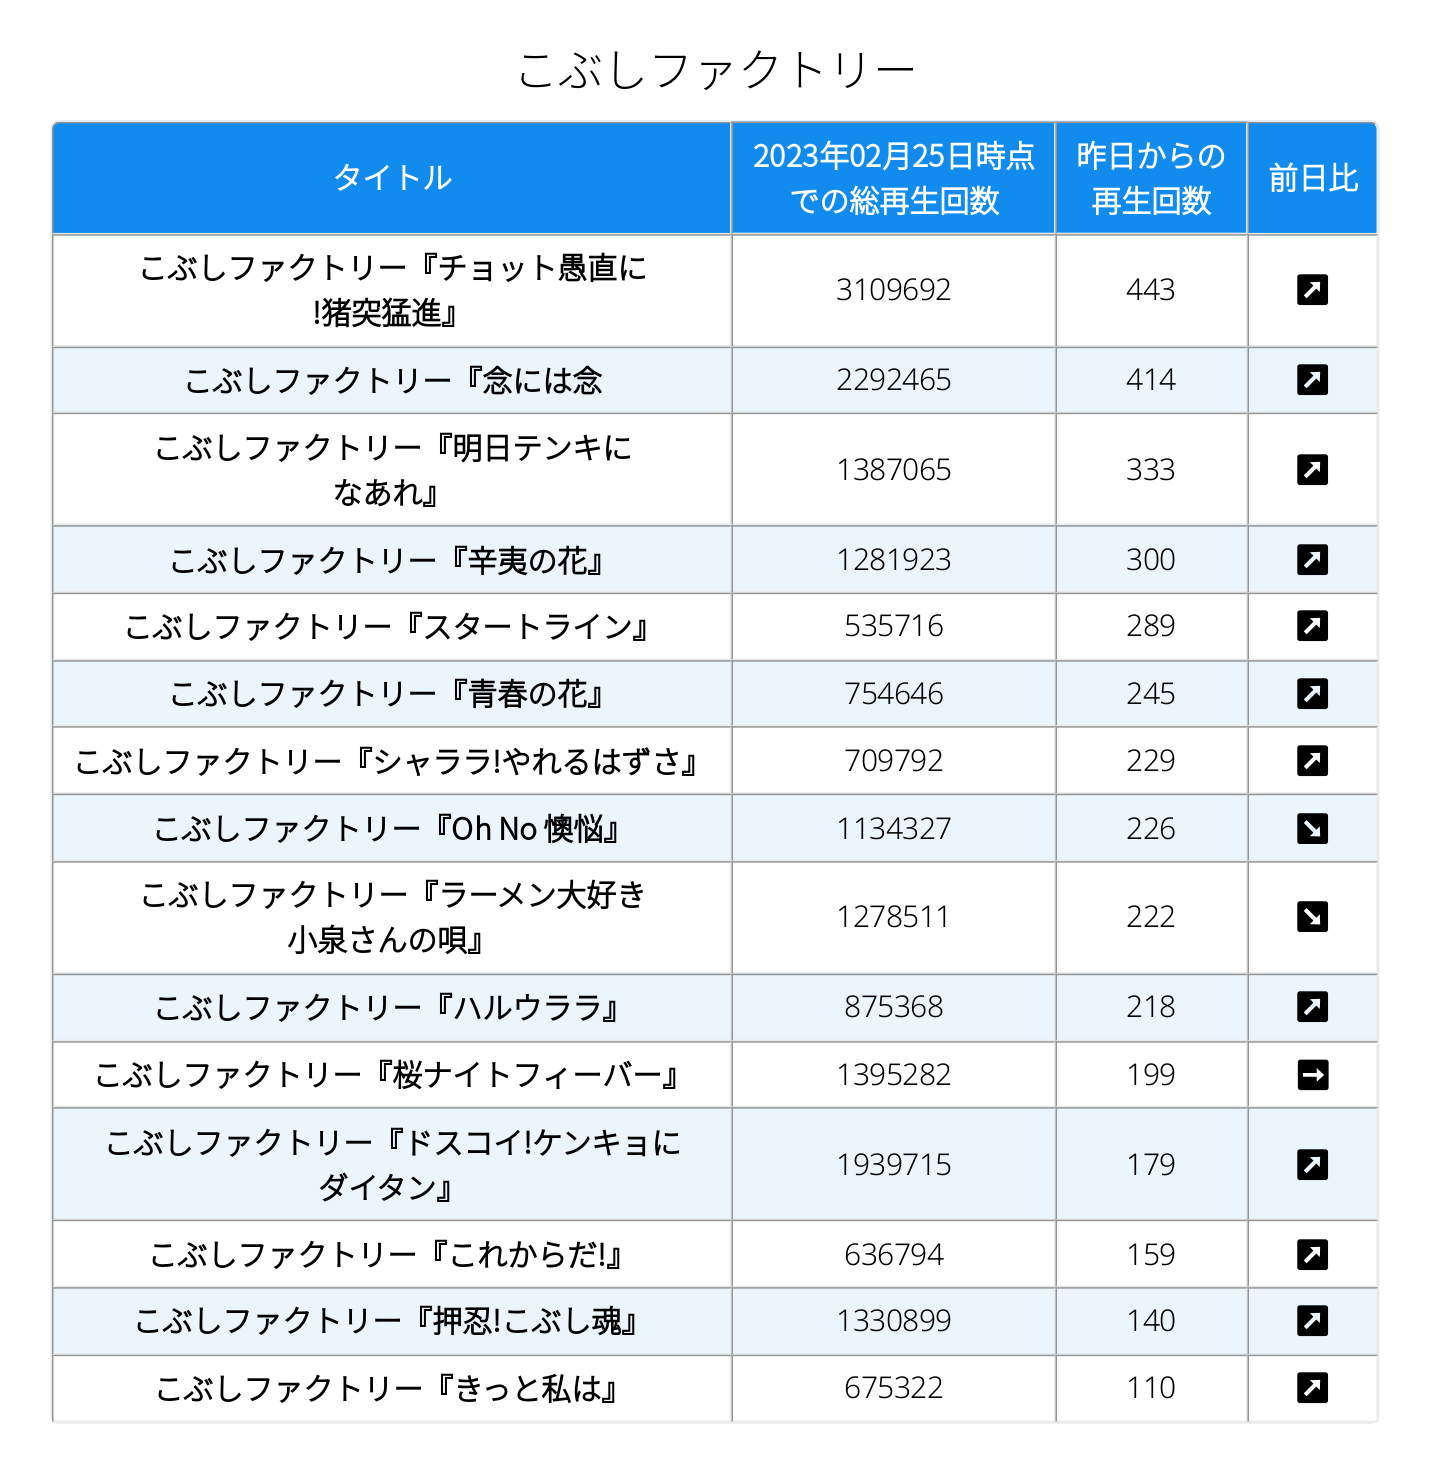 こぶしファクトリー
タイトル
2023年02月25日時点
での総再生回数
昨日からの
再生回数
前日比
こぶしファクトリー『チョット愚直に
!猪突猛進』
3109692
443
こぶしファクトリー『念には念
2292465
414
こぶしファクトリー『明日テンキに
なあれ』
1387065
333
こぶしファクトリー『辛夷の花』
1281923
300
こぶしファクトリー『スタートライン』
535716
289
こぶしファクトリー『青春の花』
754646
245
こぶしファクトリー『シャララ!やれるはずさ』
709792
229
こぶしファクトリー『Oh No 懊悩』
1134327
226
こぶしファクトリー『ラーメン大好き
小泉さんの唄』
1278511
222
こぶしファクトリー『ハルウララ』
875368
218
こぶしファクトリー『桜ナイトフィーバー』
1395282
199
こぶしファクトリー『ドスコイ!ケンキョに
ダイタン』
1939715
179
こぶしファクトリー『これからだ!』
636794
159
こぶしファクトリー『押忍!こぶし魂』
1330899
140
こぶしファクトリー『きっと私は』
675322
110